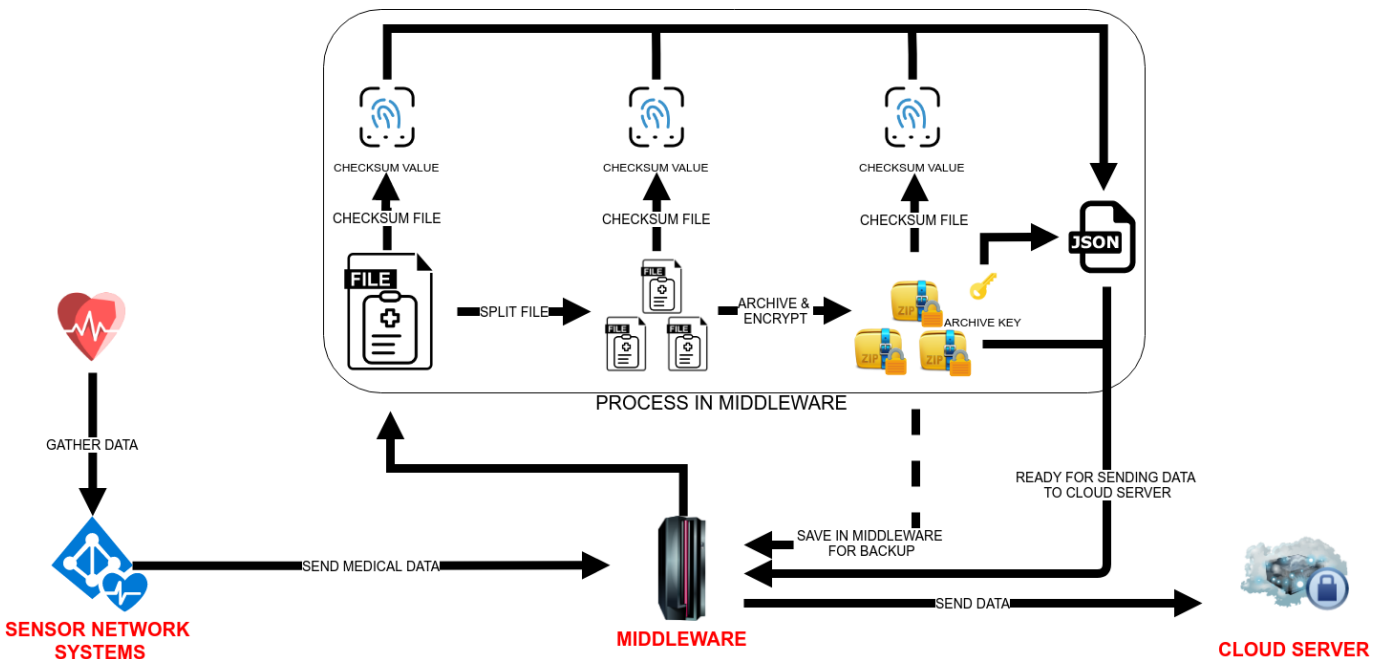 CHECKSUM VALUE
CHECKSUM VALUE
CHECKSUM VALUE
CHECKSUM FILE
CHECKSUM FILE
CHECKSUM FILE
JSON
FILE
SPLIT FILE
FILE
FILE
FILE
ARCHIVE &
ENCRYPT
ZIP
ZIP
ZIP
ARCHIVE KEY
PROCESS IN MIDDLEWARE
GATHER DATA
READY FOR SENDING DATA
TO CLOUD SERVER
SAVE IN MIDDLEWARE
FOR BACKUP
SEND MEDICAL DATA
SEND DATA
SENSOR NETWORK
SYSTEMS
MIDDLEWARE
CLOUD SERVER